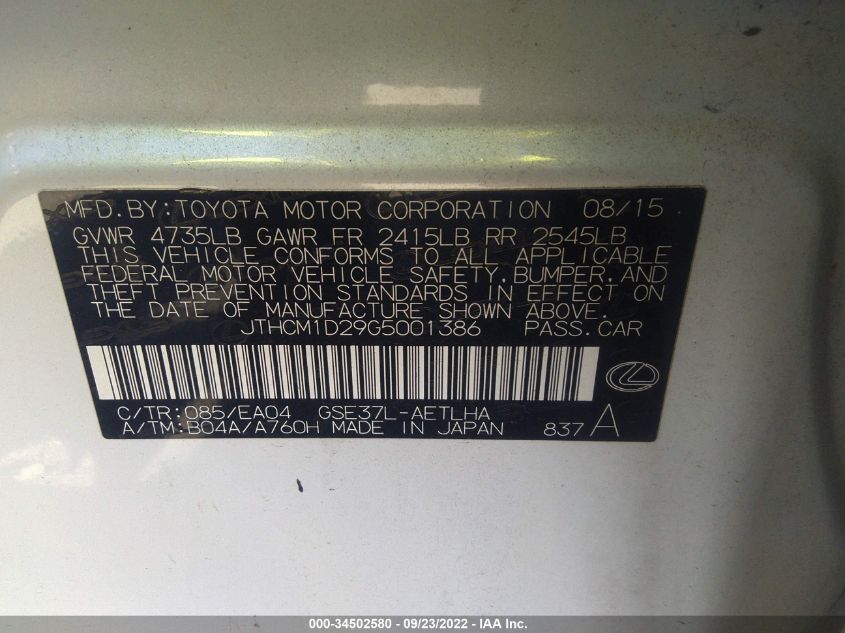 MFD.BY:TOYOTA MOTOR CORPORATION 08/15
GVWR 4735LB GAWR FR 2415LB RR 2545LB
THIS VEHICLE CONFORMS TO ALL APPLICABLE
FEDERAL MOTOR VEHICLE SAFETY,BUMPER,AND
THEFT PREVENTION STANDARDS IN EFFECT ON
THE DATE OF MANUFACTURE SHOWN ABOVE.
JTHCM1D29G5001386 PASS.CAR
C/TR:085/EA04 GSE37L-AETLHA
A/TM:B04A/A760H MADE IN JAPAN 837A
000-34502580 - 09/23/2022 - IAA Inc.